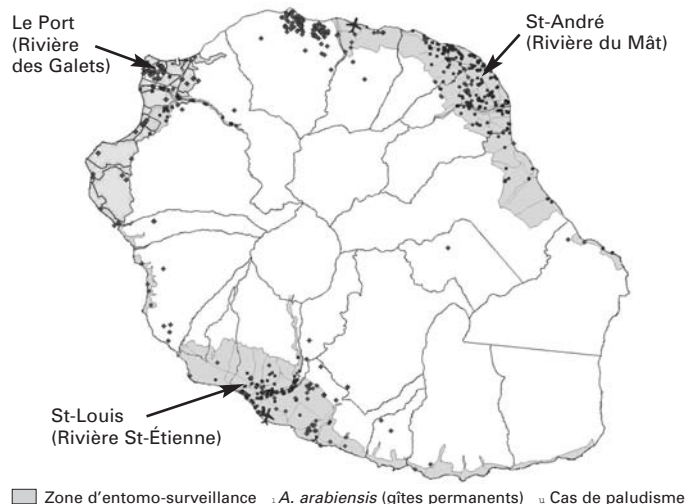 Le Port
(Rivière
des Galets)
St-André
(Rivière du Mât)
St-Louis
(Rivière St-Étienne)
Zone d'entomo-surveillance A. arabiensis (gîtes permanents) Cas de paludisme